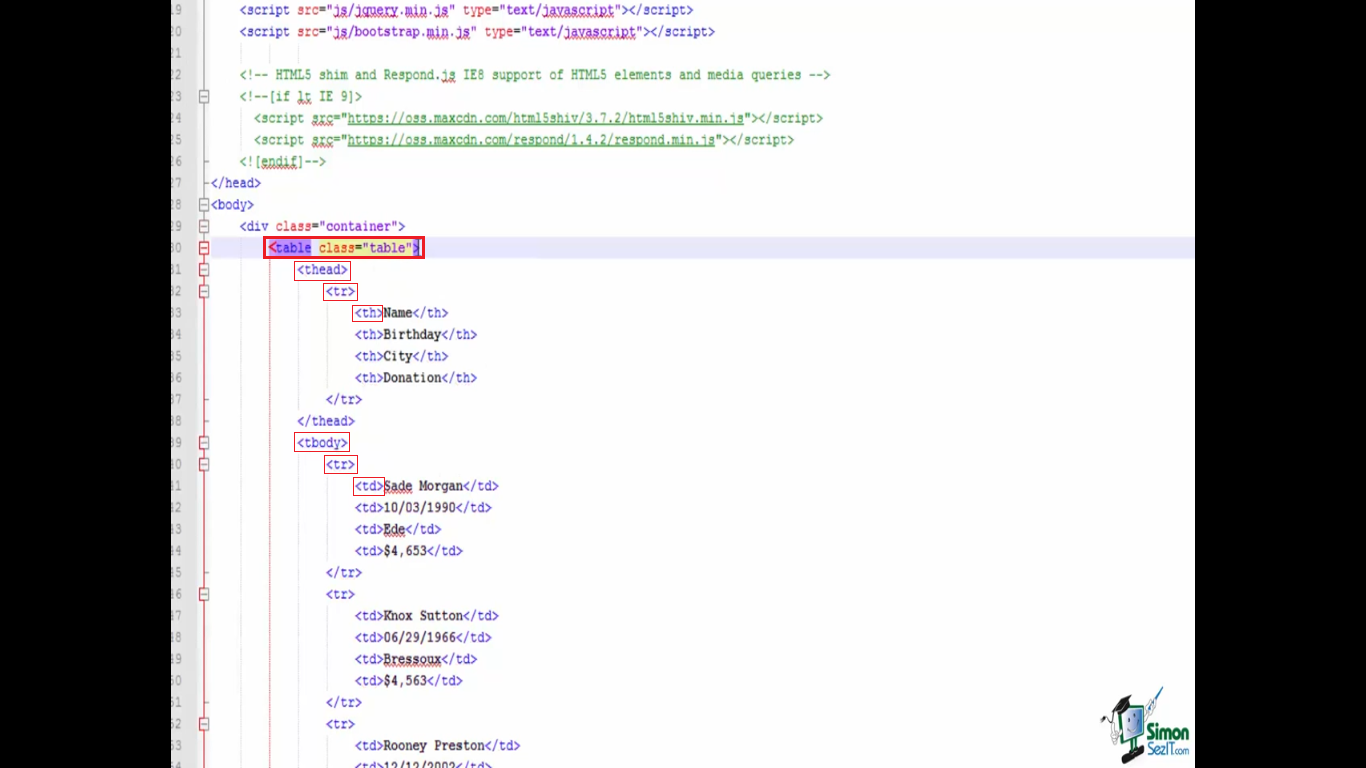 19 <script src="js/jquery.min.js" type="text/javascript"></script>
20 <script src="js/bootstrap.min.js" type="text/javascript"></script>
21
22 <!-- HTML5 shim and Respond.js IE8 support of HTML5 elements and media queries -->
23 <!--[if lt IE 9]>
24 <script src="https://oss.maxcdn.com/html5shiv/3.7.2/html5shiv.min.js"></script>
25 <script src="https://oss.maxcdn.com/respond/1.4.2/respond.min.js"></script>
26 <![endif]-->
27 </head>
28 <body>
29 <div class="container">
30 <table class="table">
31 <thead>
32 <tr>
33 <th>Name</th>
34 <th>Birthday</th>
35 <th>City</th>
36 <th>Donation</th>
37 </tr>
38 </thead>
39 <tbody>
40 <tr>
41 <td>Sade Morgan</td>
42 <td>10/03/1990</td>
43 <td>Ede</td>
44 <td>$4,653</td>
45 </tr>
46 <tr>
47 <td>Knox Sutton</td>
48 <td>06/29/1966</td>
49 <td>Bressoux</td>
50 <td>$4,563</td>
51 </tr>
52 <tr>
53 <td>Rooney Preston</td>
54 <td>12/12/2002</td>
Simon
SezIT.com